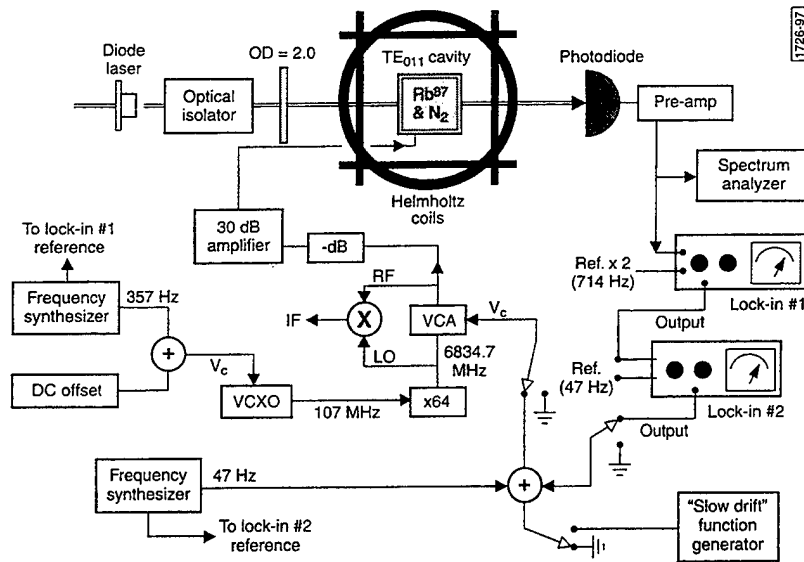 1726-97
Diode
laser
OD = 2.0
TE011 cavity
Photodiode
Optical
isolator
Rb87
& N2
Pre-amp
Spectrum
analyzer
Helmholtz
coils
To lock-in #1
reference
30 dB
amplifier
-dB
Ref. x 2
(714 Hz)
Lock-in #1
Frequency
synthesizer
357 Hz
RF
IF
X
VCA
Vc
Output
+
Vc
LO
6834.7
MHz
Ref.
(47 Hz)
DC offset
VCXO
107 MHz
x64
Lock-in #2
Output
Frequency
synthesizer
47 Hz
+
To lock-in #2
reference
"Slow drift"
function
generator